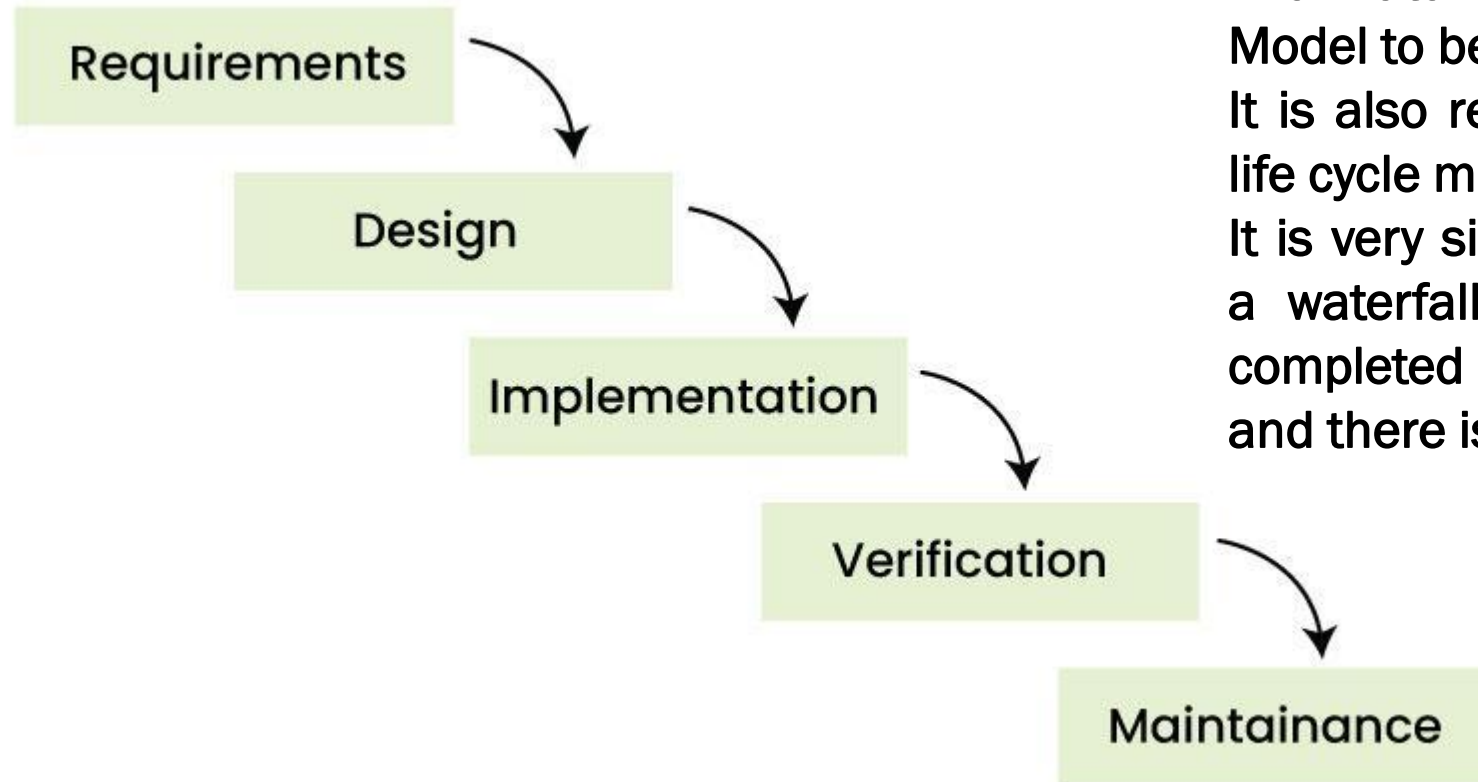 Requirements
Design
Implementation
Verification
Maintainance
Model to be
It is also re
life cycle m
It is very si
a waterfall
completed
and there is